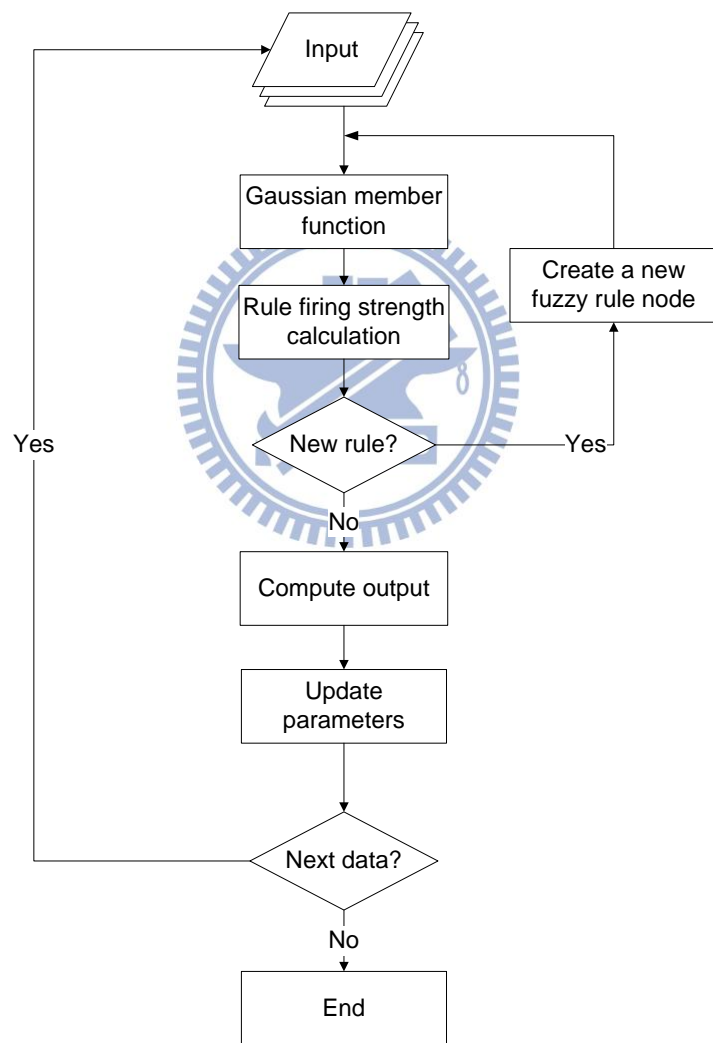 Input
Gaussian member
function
Create a new
fuzzy rule node
Rule firing strength
calculation
New rule?
Yes
Yes
No
Compute output
Update
parameters
Next data?
No
End